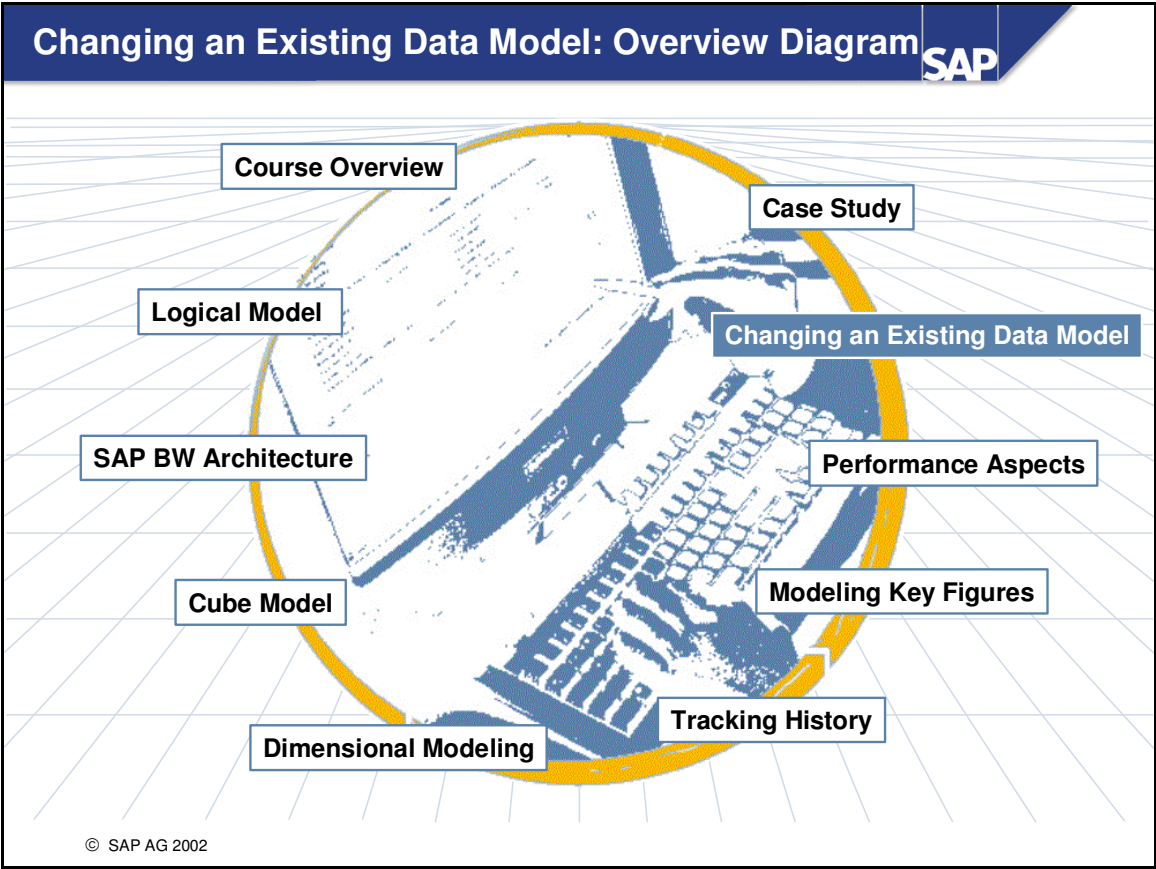 Changing an Existing Data Model: Overview Diagram
SAP
Course Overview
Case Study
Logical Model
Changing an Existing Data Model
SAP BW Architecture
Performance Aspects
Cube Model
Modeling Key Figures
Tracking History
Dimensional Modeling
© SAP AG 2002